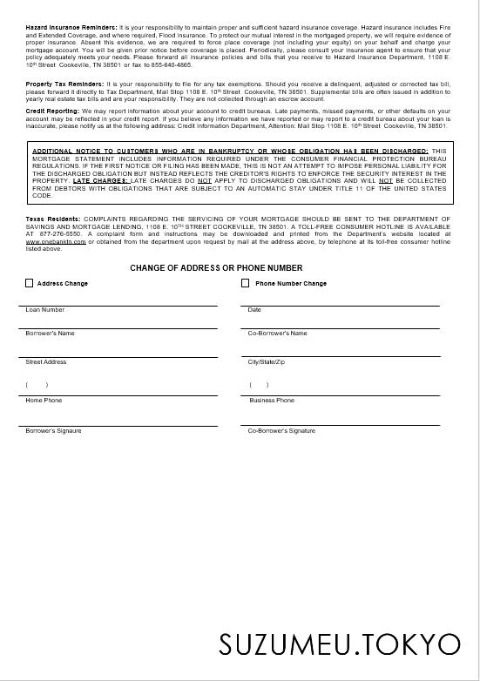 Hazard Insurance Reminders: It is your responsibility to maintain proper and sufficient hazard insurance coverage. Hazard insurance includes Fire
and Extended Coverage, and where required, Flood insurance. To protect our mutual interest in the mortgaged property, we will require evidence of
proper insurance. Absent this evidence, we are required to force place coverage (not including your equity) on your behalf and charge your
mortgage account. You will be given prior notice before coverage is placed. Periodically, please consult your insurance agent to ensure that your
policy adequately meets your needs. Please forward all insurance policies and bills that you receive to Hazard Insurance Department, 1108 E.
10th Street Cookeville, TN 38501 or fax to 855-640-4865.
Property Tax Reminders: It is your responsibility to file for any tax exemptions. Should you receive a delinquent, adjusted or corrected tax bill,
please forward it directly to Tax Department, Mail Stop 1108 E. 10th Street Cookeville, TN 38501. Supplemental bills are often issued in addition to
yearly real estate tax bills and are your responsibility. They are not collected through an escrow account.
Credit Reporting: We may report information about your account to credit bureaus. Late payments, missed payments, or other defaults on your
account may be reflected in your credit report. If you believe any information we have reported or may report to a credit bureau about your loan is
inaccurate, please notify us at the following address: Credit Information Department, Attention: Mail Stop 1108 E. 10th Street Cookeville, TN 38501.
ADDITIONAL NOTICE TO CUSTOMERS WHO ARE IN BANKRUPTCY OR WHOSE OBLIGATION HAS BEEN DISCHARGED: THIS
MORTGAGE STATEMENT INCLUDES INFORMATION REQUIRED UNDER THE CONSUMER FINANCIAL PROTECTION BUREAU
REGULATIONS. IF THE FIRST NOTICE OR FILING HAS BEEN MADE, THIS IS NOT AN ATTEMPT TO IMPOSE PERSONAL LIABILITY FOR
THE DISCHARGED OBLIGATION BUT INSTEAD REFLECTS THE CREDITOR'S RIGHTS TO ENFORCE THE SECURITY INTEREST IN THE
PROPERTY. LATE CHARGES: LATE CHARGES DO NOT APPLY TO DISCHARGED OBLIGATIONS AND WILL NOT BE COLLECTED
FROM DEBTORS WITH OBLIGATIONS THAT ARE SUBJECT TO AN AUTOMATIC STAY UNDER TITLE 11 OF THE UNITED STATES
CODE.
Texas Residents: COMPLAINTS REGARDING THE SERVICING OF YOUR MORTGAGE SHOULD BE SENT TO THE DEPARTMENT OF
SAVINGS AND MORTGAGE LENDING, 1108 E. 10TH STREET COOKEVILLE, TN 38501. A TOLL-FREE CONSUMER HOTLINE IS AVAILABLE
AT 877-276-5550. A complaint form and instructions may be downloaded and printed from the Department's website located at
www.onebanktn.com or obtained from the department upon request by mail at the address above, by telephone at its toll-free consumer hotline
listed above.
CHANGE OF ADDRESS OR PHONE NUMBER
Address Change Phone Number Change
Loan Number Date
Borrower's Name Co-Borrower's Name
Street Address City/State/Zip
( ) ( )
Home Phone Business Phone
Borrower's Signaure Co-Borrower's Signature
SUZUMEU.TOKYO